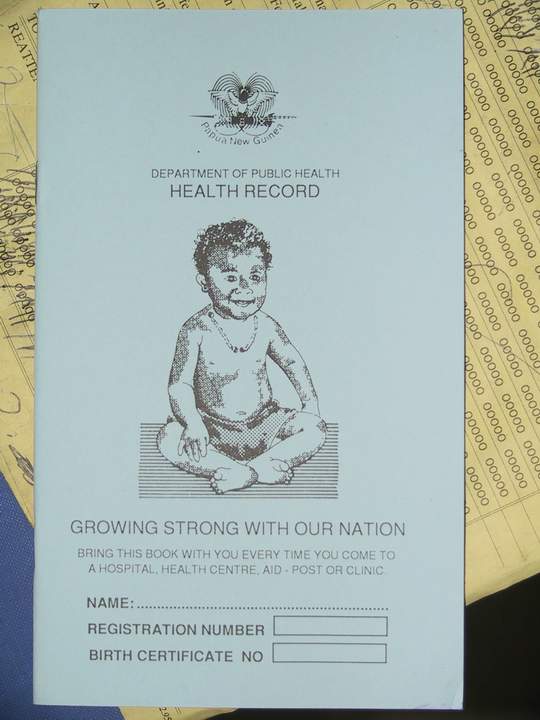 Papua New Guinea
DEPARTMENT OF PUBLIC HEALTH
HEALTH RECORD
GROWING STRONG WITH OUR NATION
BRING THIS BOOK WITH YOU EVERY TIME YOU COME TO
A HOSPITAL, HEALTH CENTRE, AID - POST OR CLINIC.
NAME:
REGISTRATION NUMBER
BIRTH CERTIFICATE NO